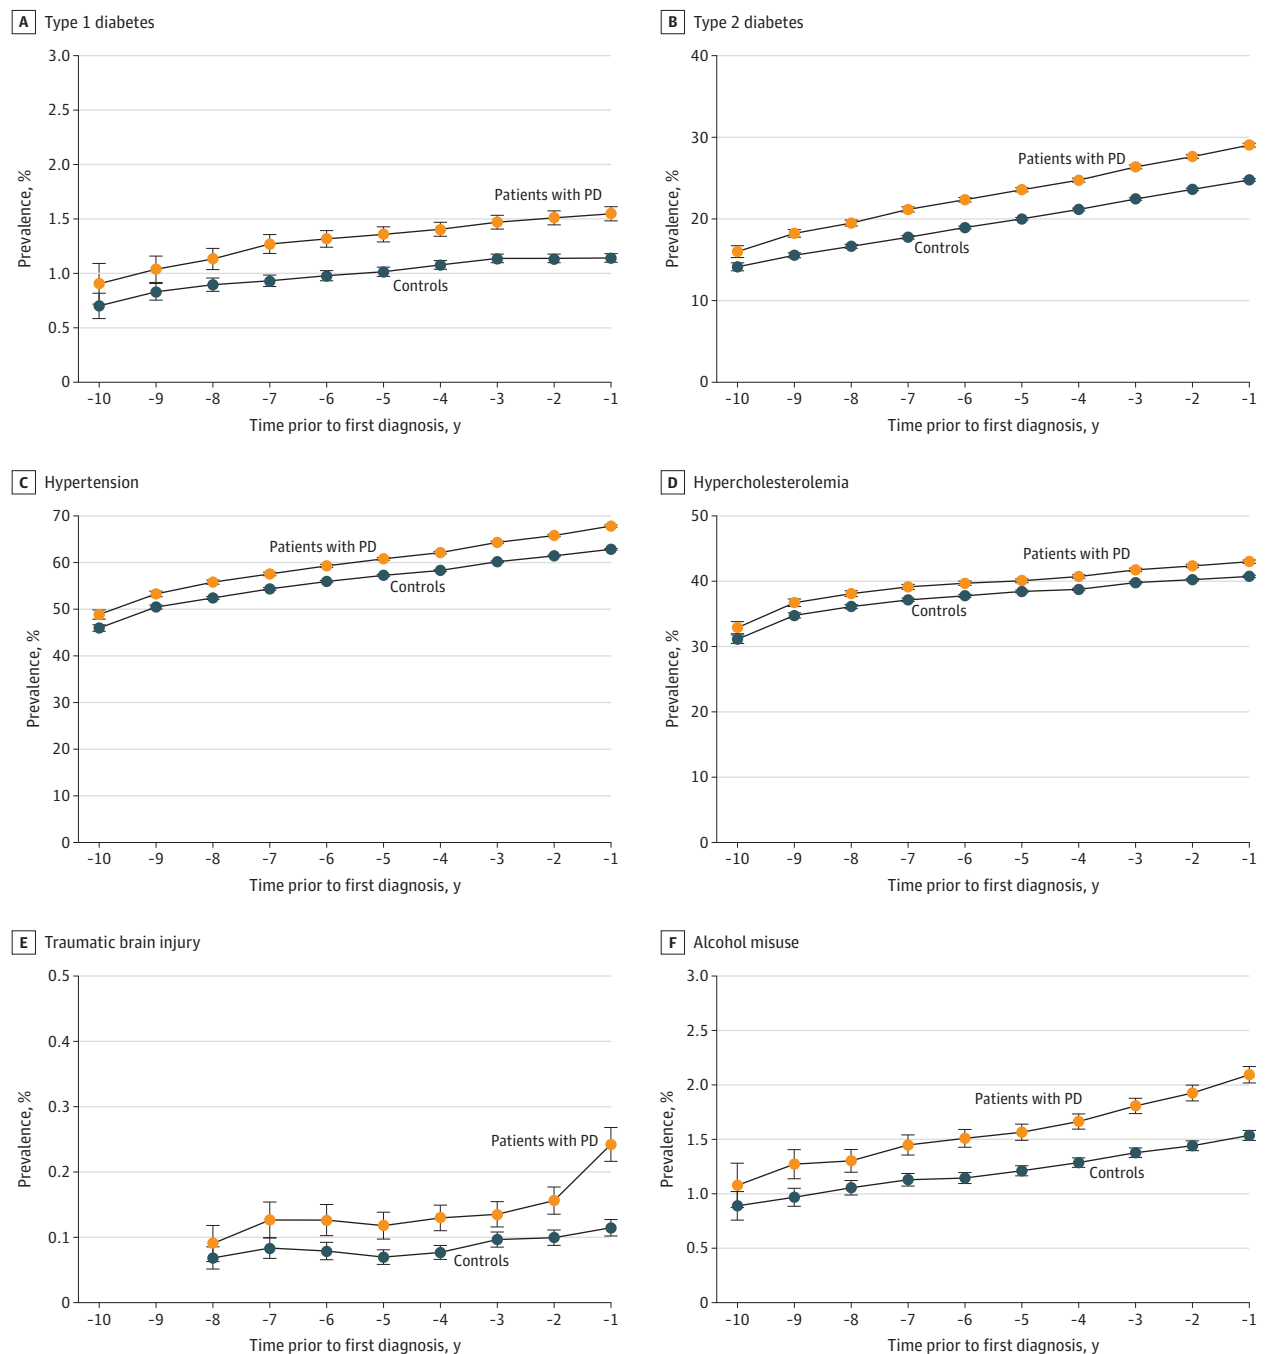 A Type 1 diabetes
3.0
2.5
2.0
1.5
1.0
0.5
0
Prevalence, %
Patients with PD
Controls
-10 -9 -8 -7 -6 -5 -4 -3 -2 -1
Time prior to first diagnosis, y
B Type 2 diabetes
40
30
20
10
0
Prevalence, %
Patients with PD
Controls
-10 -9 -8 -7 -6 -5 -4 -3 -2 -1
Time prior to first diagnosis, y
C Hypertension
70
60
50
40
30
20
10
0
Prevalence, %
Patients with PD
Controls
-10 -9 -8 -7 -6 -5 -4 -3 -2 -1
Time prior to first diagnosis, y
D Hypercholesterolemia
50
40
30
20
10
0
Prevalence, %
Patients with PD
Controls
-10 -9 -8 -7 -6 -5 -4 -3 -2 -1
Time prior to first diagnosis, y
E Traumatic brain injury
0.5
0.4
0.3
0.2
0.1
0
Prevalence, %
Patients with PD
Controls
-10 -9 -8 -7 -6 -5 -4 -3 -2 -1
Time prior to first diagnosis, y
F Alcohol misuse
3.0
2.5
2.0
1.5
1.0
0.5
0
Prevalence, %
Patients with PD
Controls
-10 -9 -8 -7 -6 -5 -4 -3 -2 -1
Time prior to first diagnosis, y